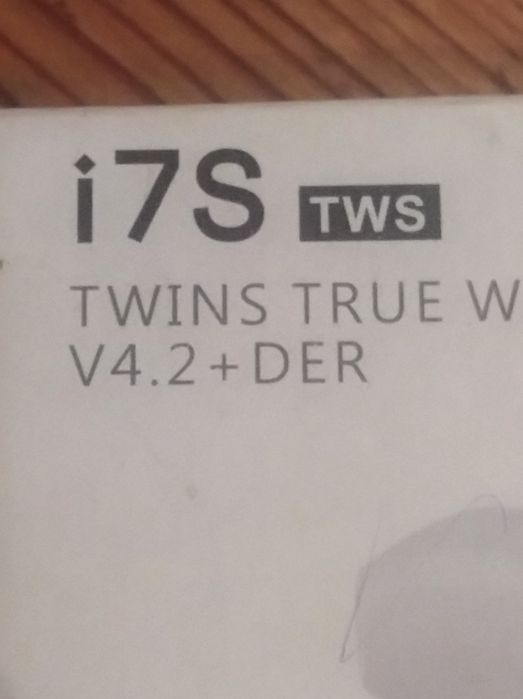 i7S TWS
TWINS TRUE W
V4.2+DER